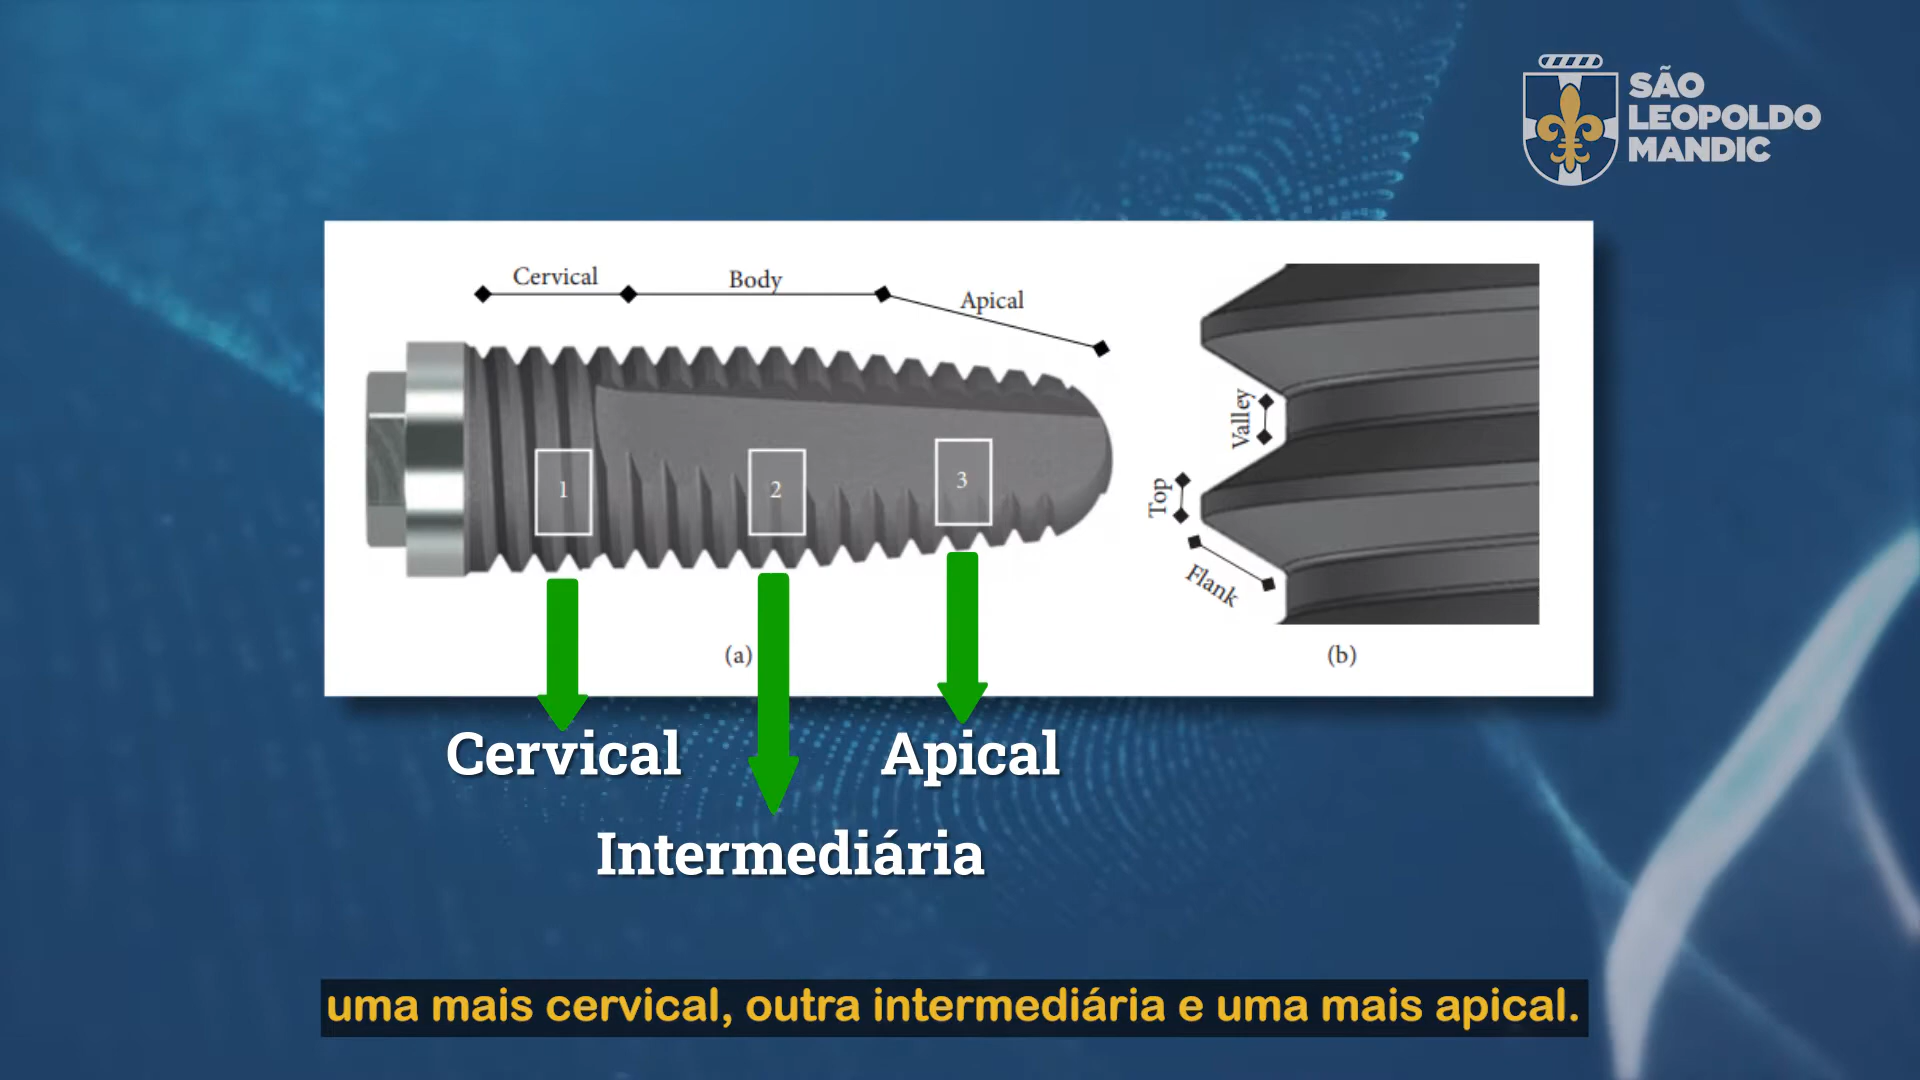 SÃO
LEOPOLDO
MANDIC
Cervical
Body
Apical
1
2
3
Valley
Top
Flank
(a)
(b)
Cervical
Apical
Intermediária
uma mais cervical, outra intermediária e uma mais apical.